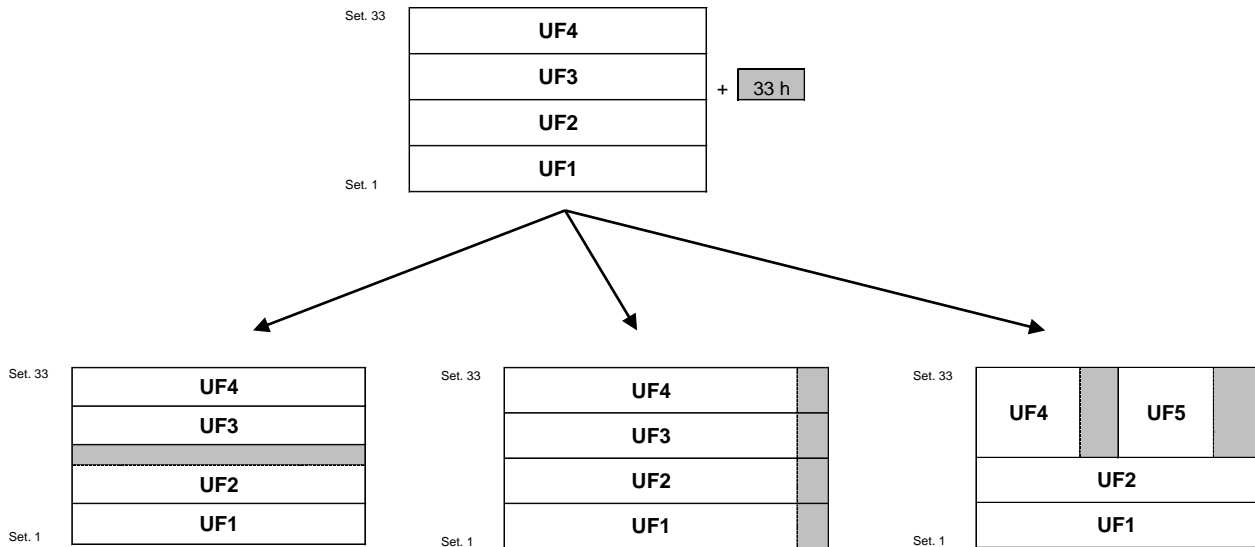 Set. 33
UF4
UF3
+ 33 h
UF2
UF1
Set. 1
Set. 33
UF4
UF3
UF2
UF1
Set. 1
Set. 33
UF4
UF3
UF2
UF1
Set. 1
Set. 33
UF4 UF5
UF2
UF1
Set. 1